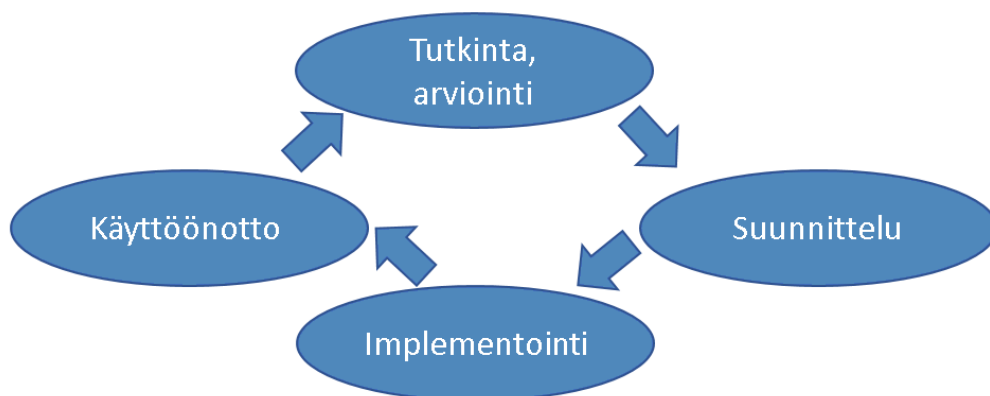 Tutkinta,
arviointi
Käyttöönotto
Suunnittelu
Implementointi